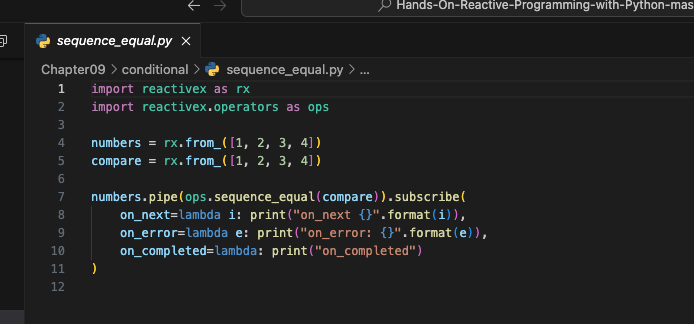 ← → Hands-On-Reactive-Programming-with-Python-mas
sequence_equal.py ×
Chapter09 > conditional > sequence_equal.py > ...
1 import reactivex as rx
2 import reactivex.operators as ops
3
4 numbers = rx.from_([1, 2, 3, 4])
5 compare = rx.from_([1, 2, 3, 4])
6
7 numbers.pipe(ops.sequence_equal(compare)).subscribe(
8     on_next=lambda i: print("on_next {}".format(i)),
9     on_error=lambda e: print("on_error: {}".format(e)),
10     on_completed=lambda: print("on_completed")
11 )
12